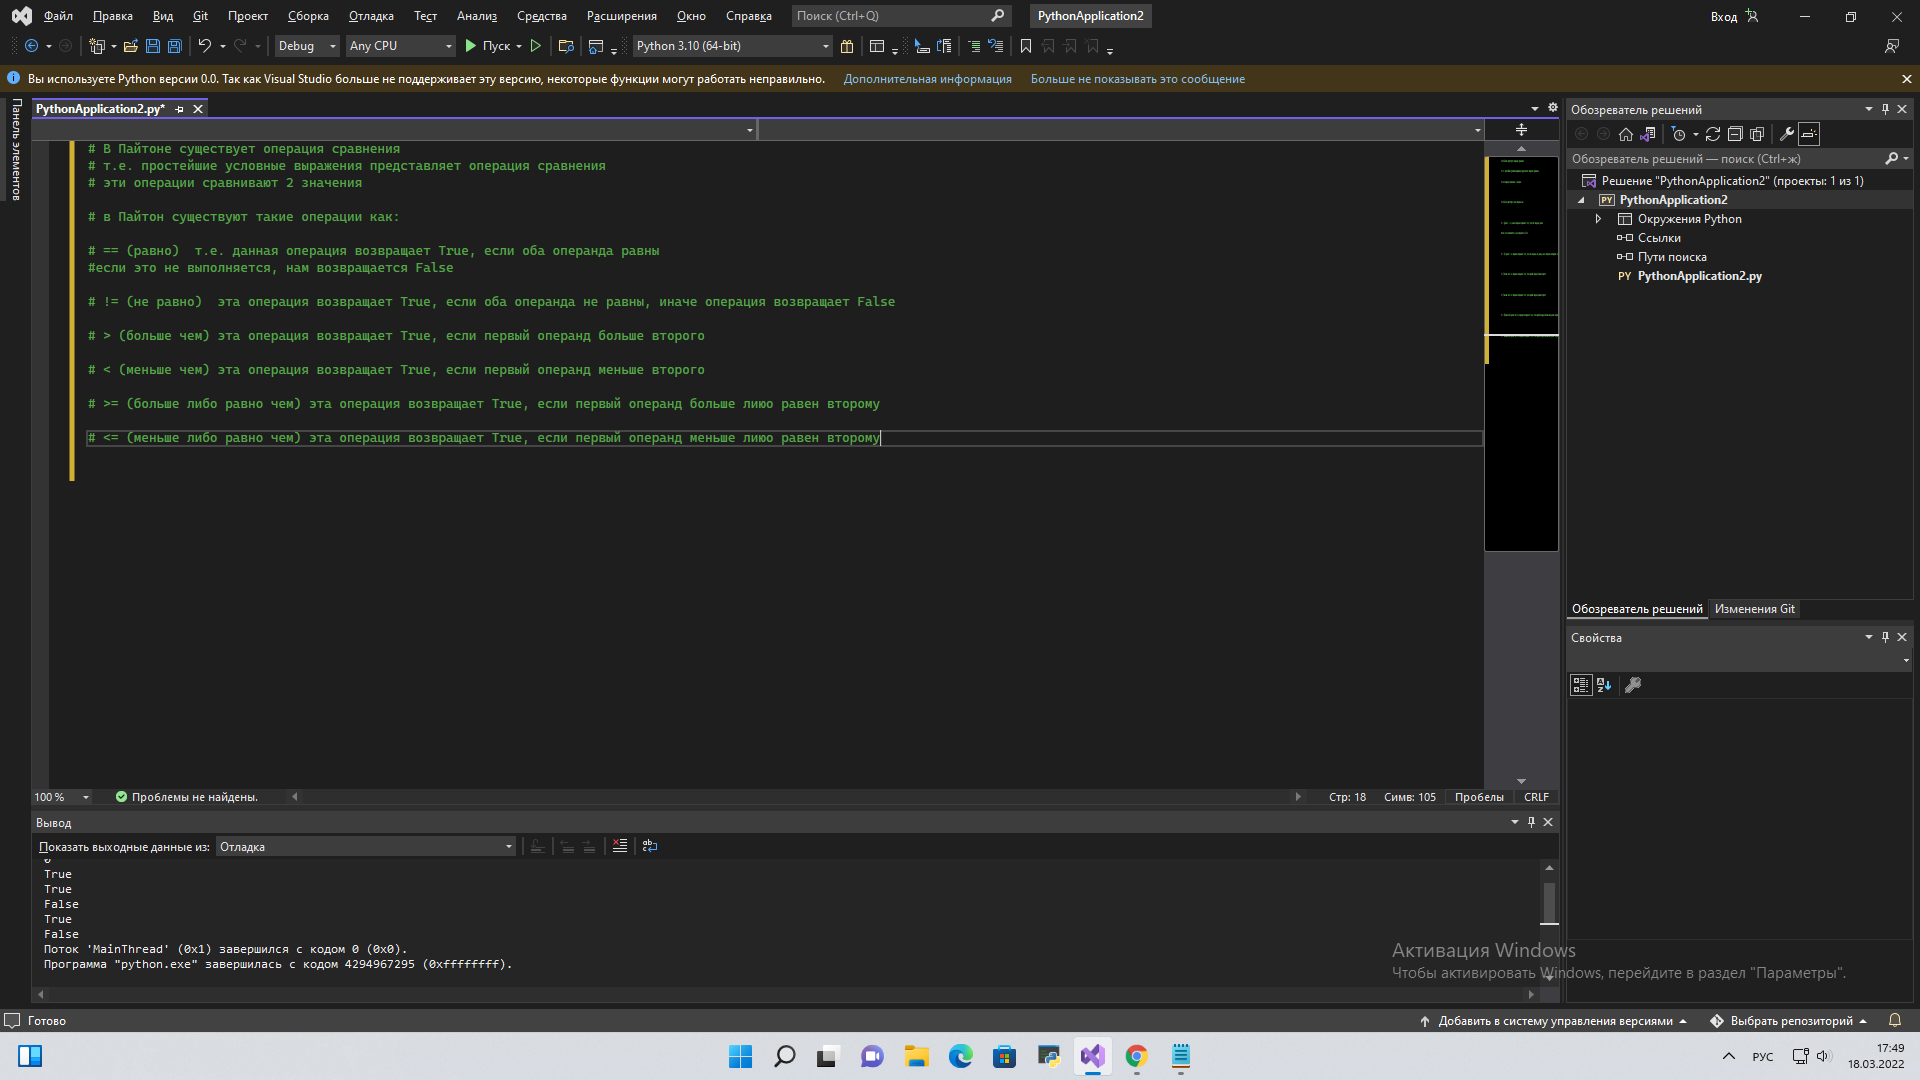 Файл Правка Вид Git Проект Сборка Отладка Тест Анализ Средства Расширения Окно Справка Поиск (Ctrl+Q) PythonApplication2 Вход
Debug Any CPU Пуск Python 3.10 (64-bit)
Вы используете Python версии 0.0. Так как Visual Studio больше не поддерживает эту версию, некоторые функции могут работать неправильно. Дополнительная информация Больше не показывать это сообщение
Панель элементов
PythonApplication2.py*
# В Пайтоне существует операция сравнения
# т.е. простейшие условные выражения представляет операция сравнения
# эти операции сравнивают 2 значения
# в Пайтон существуют такие операции как:
# == (равно)  т.е. данная операция возвращает True, если оба операнда равны
#если это не выполняется, нам возвращается False
# != (не равно)  эта операция возвращает True, если оба операнда не равны, иначе операция возвращает False
# > (больше чем) эта операция возвращает True, если первый операнд больше второго
# < (меньше чем) эта операция возвращает True, если первый операнд меньше второго
# >= (больше либо равно чем) эта операция возвращает True, если первый операнд больше лиюо равен второму
# <= (меньше либо равно чем) эта операция возвращает True, если первый операнд меньше лиюо равен второму
100 % Проблемы не найдены. Стр: 18 Симв: 105 Пробелы CRLF
Вывод
Показать выходные данные из: Отладка
0
True
True
False
True
False
Поток 'MainThread' (0x1) завершился с кодом 0 (0x0).
Программа "python.exe" завершилась с кодом 4294967295 (0xffffffff).
Обозреватель решений
Обозреватель решений — поиск (Ctrl+ж)
Решение "PythonApplication2" (проекты: 1 из 1)
PY PythonApplication2
Окружения Python
Ссылки
Пути поиска
PY PythonApplication2.py
Обозреватель решений Изменения Git
Свойства
Активация Windows
Чтобы активировать Windows, перейдите в раздел "Параметры".
Готово Добавить в систему управления версиями Выбрать репозиторий
РУС 17:49
18.03.2022